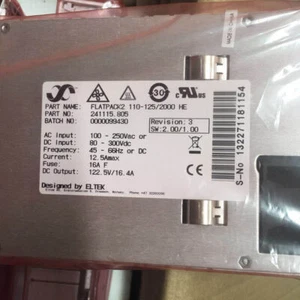 PART NAME: FLATPACK2 110-125/2000 HE
PART NO: 241115.805
BATCH NO: 0000099430
Revision: 3
SW:2.00/1.00
AC Input: 100 - 250Vac or
DC Input: 80 - 300Vdc
Frequency: 45 - 66Hz or DC
Current: 12.5Amax
Fuse: 16A F
DC Output: 122.5V/16.4A
Designed by ELTEK
S-No 132271181154